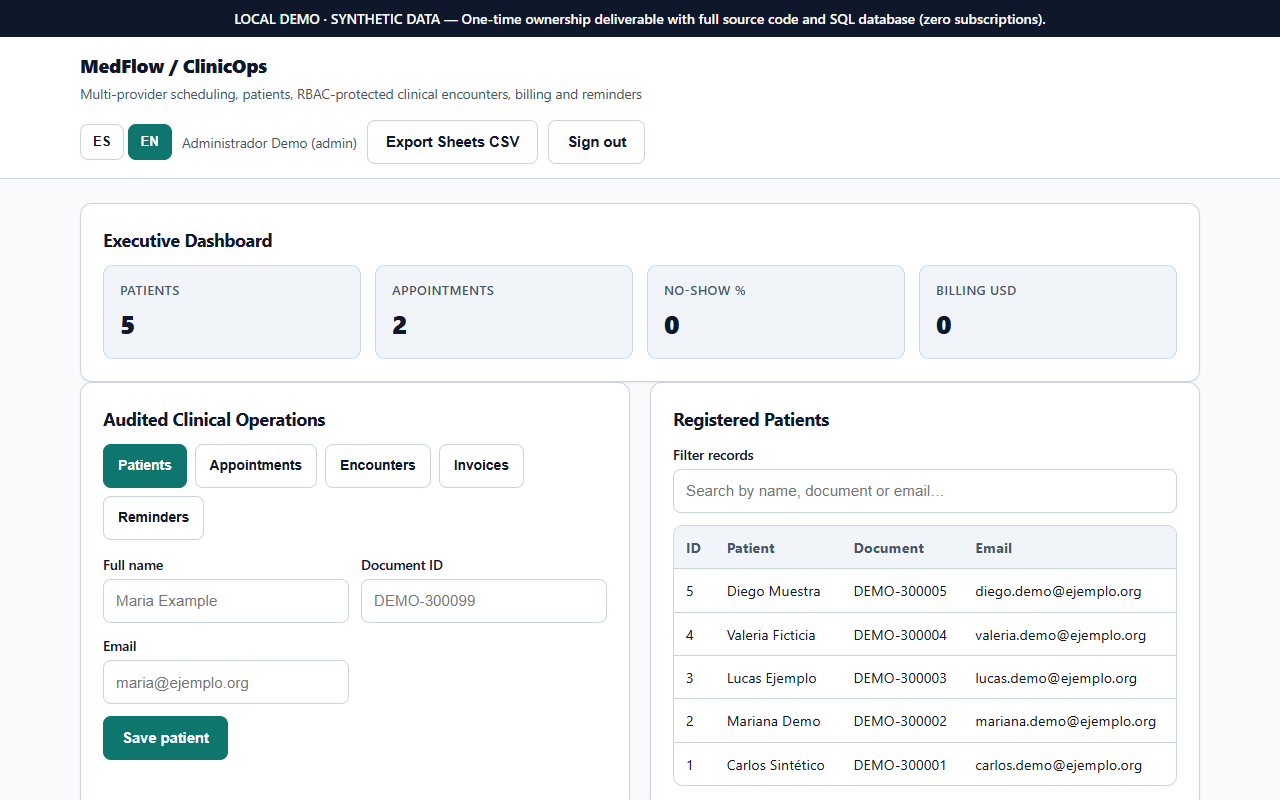 LOCAL DEMO · SYNTHETIC DATA — One-time ownership deliverable with full source code and SQL database (zero subscriptions).
MedFlow / ClinicOps
Multi-provider scheduling, patients, RBAC-protected clinical encounters, billing and reminders
ES EN Administrador Demo (admin) Export Sheets CSV Sign out
Executive Dashboard
PATIENTS APPOINTMENTS NO-SHOW % BILLING USD
5 2 0 0
Audited Clinical Operations
Patients Appointments Encounters Invoices
Reminders
Full name Document ID
Maria Example DEMO-300099
Email
maria@ejemplo.org
Save patient
Registered Patients
Filter records
Search by name, document or email…
ID Patient Document Email
5 Diego Muestra DEMO-300005 diego.demo@ejemplo.org
4 Valeria Ficticia DEMO-300004 valeria.demo@ejemplo.org
3 Lucas Ejemplo DEMO-300003 lucas.demo@ejemplo.org
2 Mariana Demo DEMO-300002 mariana.demo@ejemplo.org
1 Carlos Sintético DEMO-300001 carlos.demo@ejemplo.org